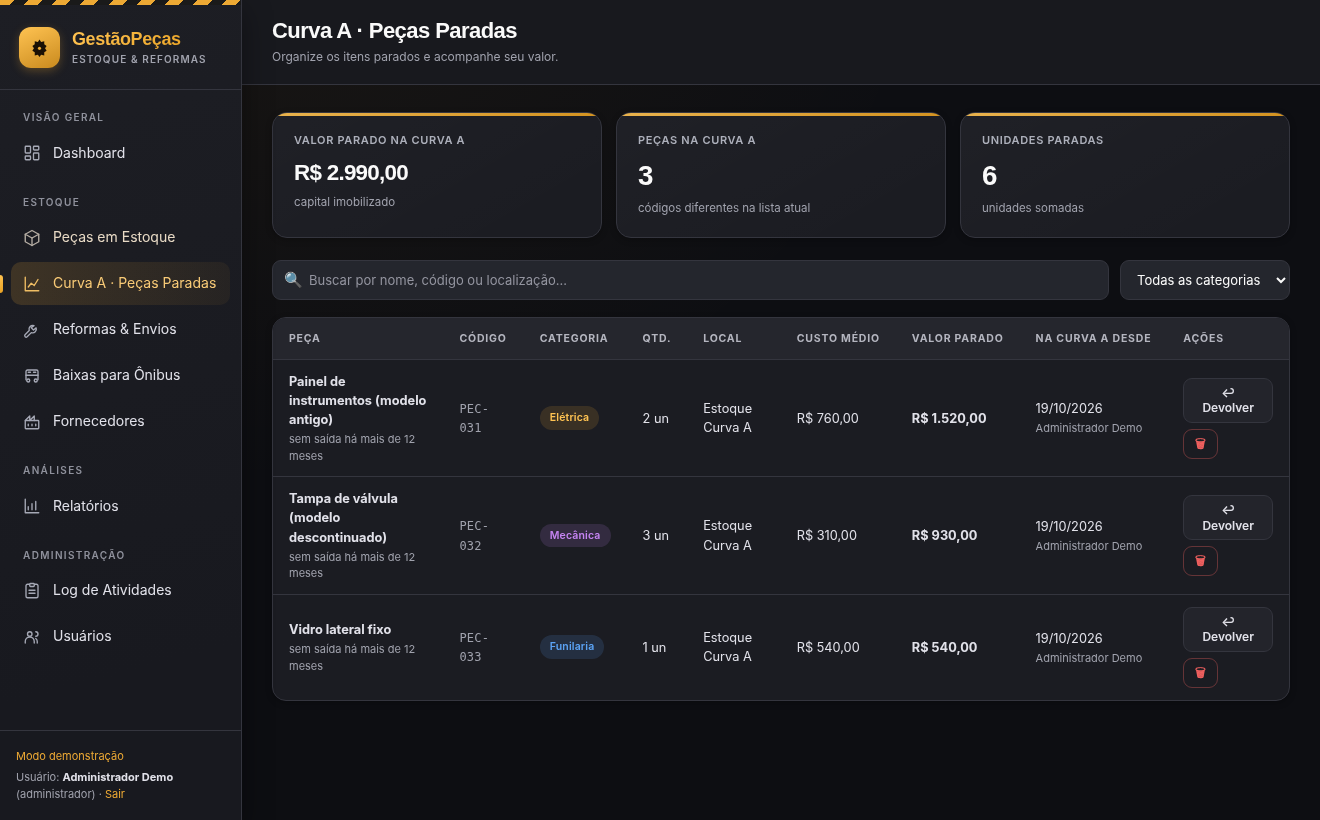 GestãoPeças
ESTOQUE & REFORMAS
VISÃO GERAL
Dashboard
ESTOQUE
Peças em Estoque
Curva A · Peças Paradas
Reformas & Envios
Baixas para Ônibus
Fornecedores
ANÁLISES
Relatórios
ADMINISTRAÇÃO
Log de Atividades
Usuários
Modo demonstração
Usuário: Administrador Demo
(administrador) · Sair
Curva A · Peças Paradas
Organize os itens parados e acompanhe seu valor.
VALOR PARADO NA CURVA A
R$ 2.990,00
capital imobilizado
PEÇAS NA CURVA A
3
códigos diferentes na lista atual
UNIDADES PARADAS
6
unidades somadas
Buscar por nome, código ou localização...
Todas as categorias
PEÇA CÓDIGO CATEGORIA QTD. LOCAL CUSTO MÉDIO VALOR PARADO NA CURVA A DESDE AÇÕES
Painel de
instrumentos (modelo
antigo)
sem saída há mais de 12
meses
PEC-
031
Elétrica
2 un
Estoque
Curva A
R$ 760,00
R$ 1.520,00
19/10/2026
Administrador Demo
Devolver
Tampa de válvula
(modelo
descontinuado)
sem saída há mais de 12
meses
PEC-
032
Mecânica
3 un
Estoque
Curva A
R$ 310,00
R$ 930,00
19/10/2026
Administrador Demo
Devolver
Vidro lateral fixo
sem saída há mais de 12
meses
PEC-
033
Funilaria
1 un
Estoque
Curva A
R$ 540,00
R$ 540,00
19/10/2026
Administrador Demo
Devolver